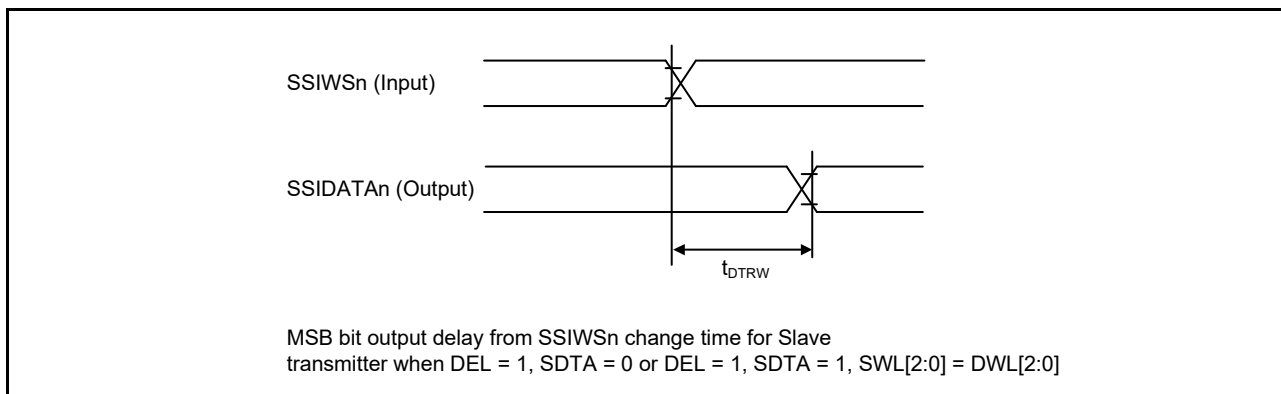 SSIWSn (Input)
SSIDATAn (Output)
tDTRW
MSB bit output delay from SSIWSn change time for Slave
transmitter when DEL = 1, SDTA = 0 or DEL = 1, SDTA = 1, SWL[2:0] = DWL[2:0]